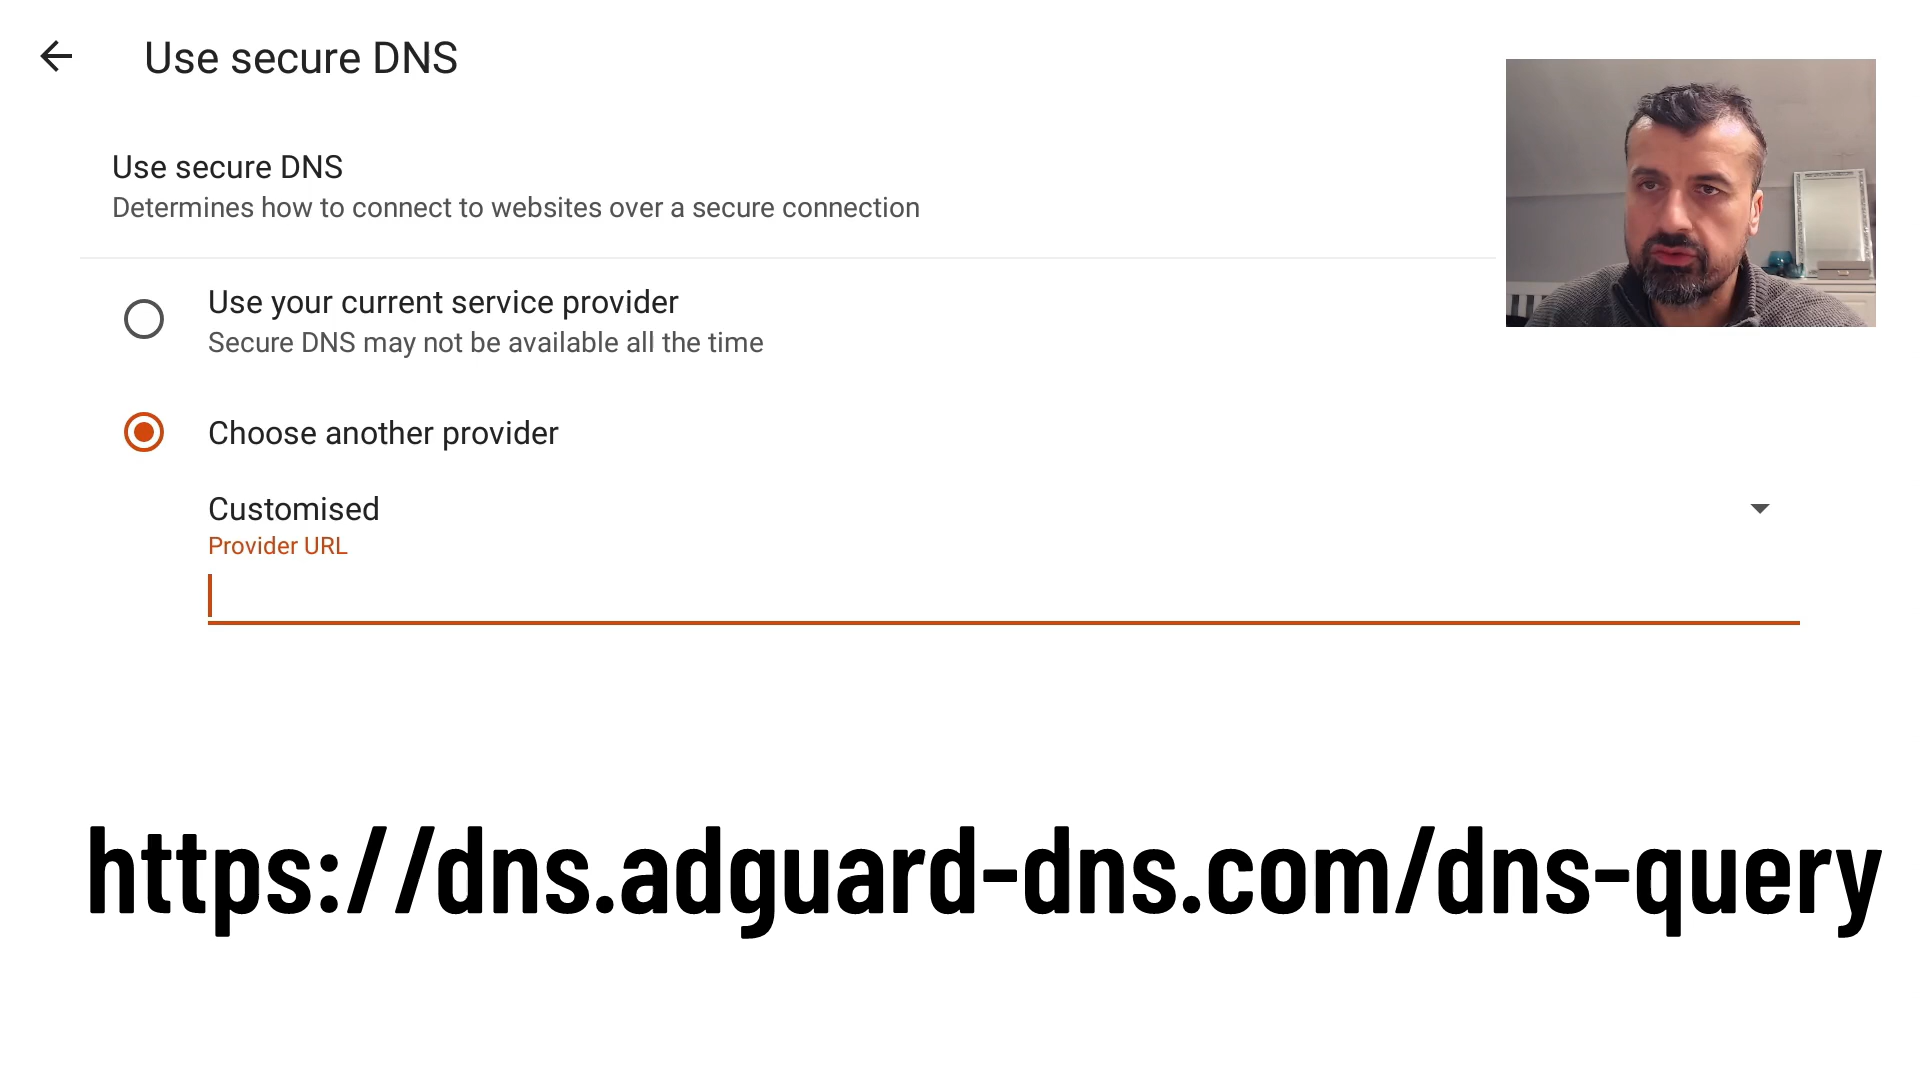 Use secure DNS
Use secure DNS
Determines how to connect to websites over a secure connection
Use your current service provider
Secure DNS may not be available all the time
Choose another provider
Customised
Provider URL
https://dns.adguard-dns.com/dns-query